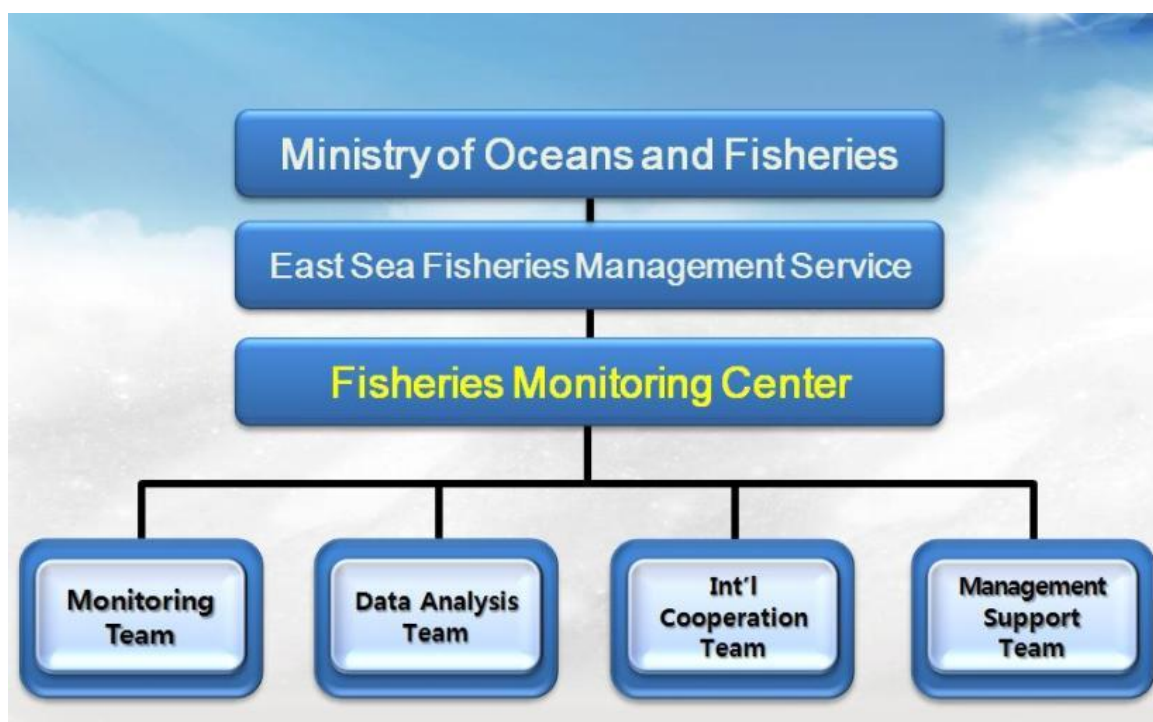 Ministry of Oceans and Fisheries
East Sea Fisheries Management Service
Fisheries Monitoring Center
Monitoring
Team
Data Analysis
Team
Int'l
Cooperation
Team
Management
Support
Team